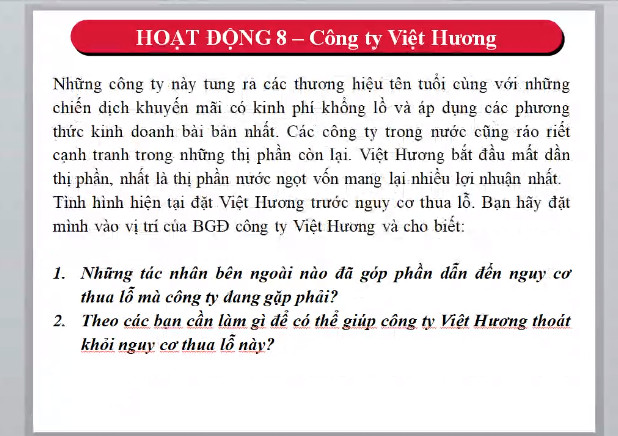 HOẠT ĐỘNG 8 – Công ty Việt Hương
Những công ty này tung ra các thương hiệu tên tuổi cùng với những
chiến dịch khuyến mãi có kinh phí khổng lồ và áp dụng các phương
thức kinh doanh bài bản nhất. Các công ty trong nước cũng ráo riết
cạnh tranh trong những thị phần còn lại. Việt Hương bắt đầu mất dần
thị phần, nhất là thị phần nước ngọt vốn mang lại nhiều lợi nhuận nhất.
Tình hình hiện tại đặt Việt Hương trước nguy cơ thua lỗ. Bạn hãy đặt
mình vào vị trí của BGĐ công ty Việt Hương và cho biết:
1. Những tác nhân bên ngoài nào đã góp phần dẫn đến nguy cơ
thua lỗ mà công ty đang gặp phải?
2. Theo các bạn cần làm gì để có thể giúp công ty Việt Hương thoát
khỏi nguy cơ thua lỗ này?